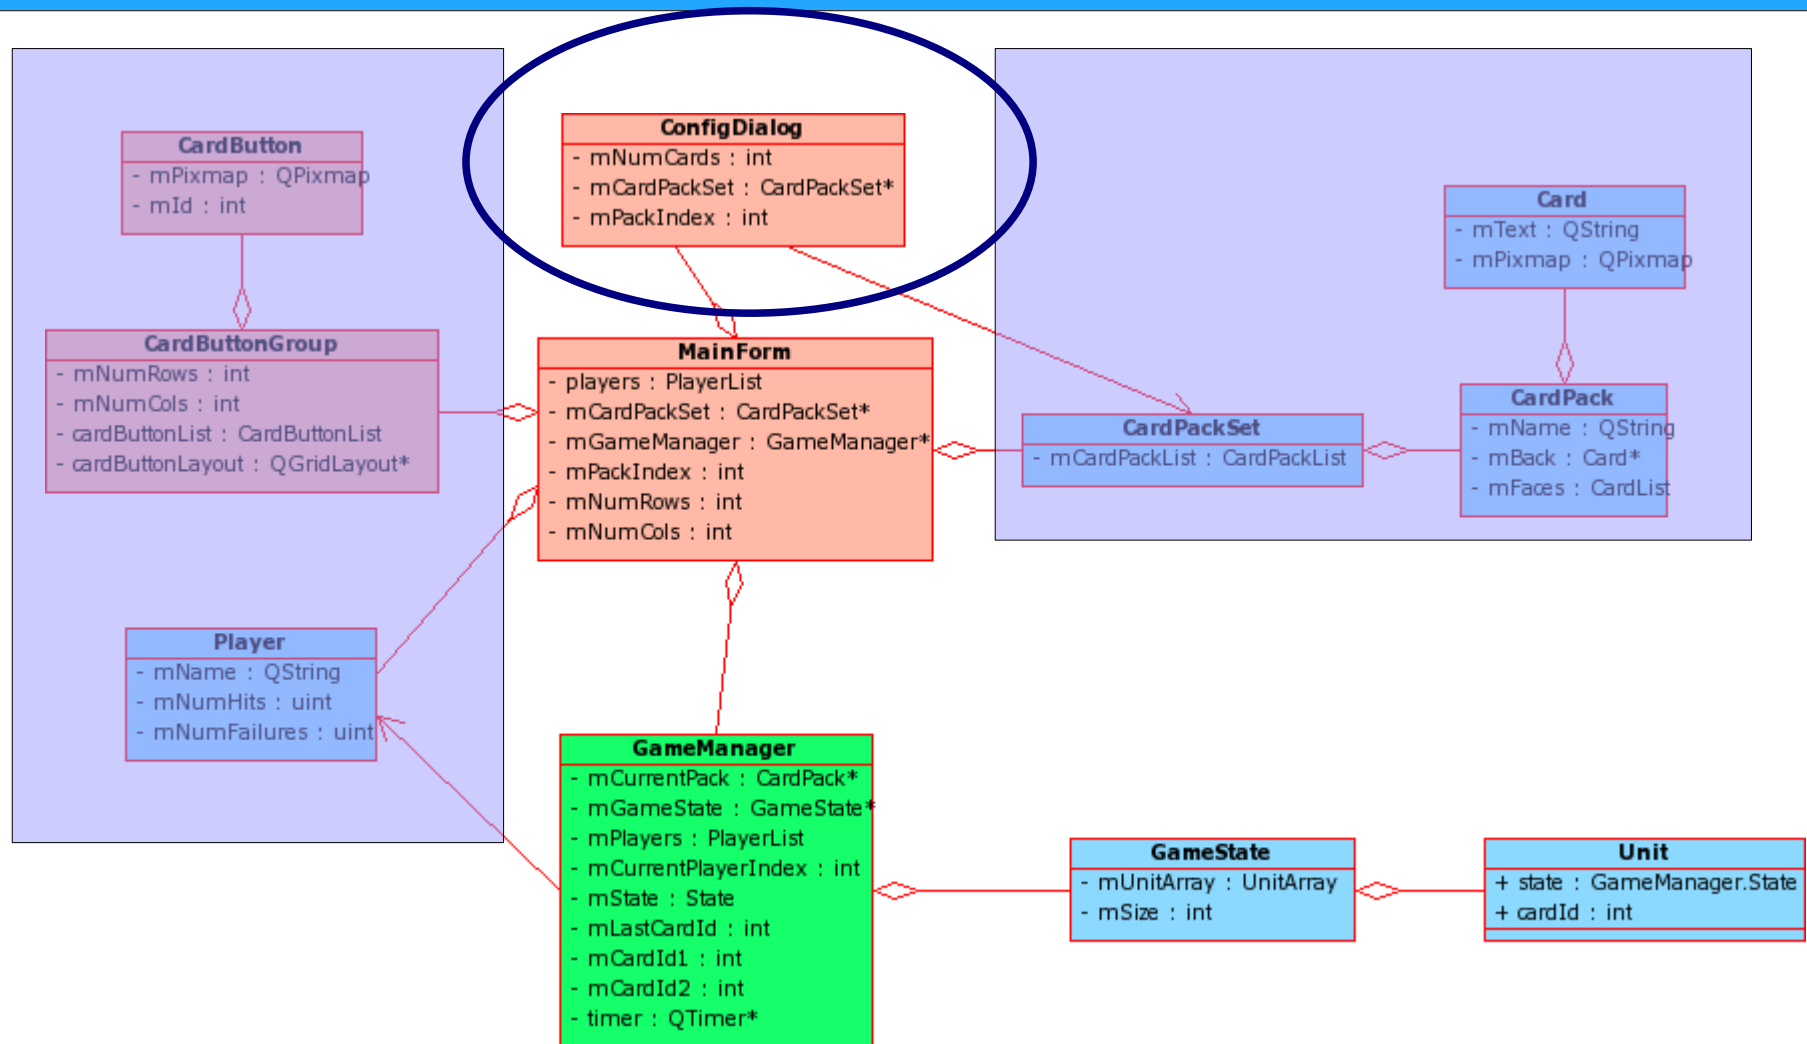 CardButton
- mPixmap : QPixmap
- mId : int
CardButtonGroup
- mNumRows : int
- mNumCols : int
- cardButtonList : CardButtonList
- cardButtonLayout : QGridLayout*
Player
- mName : QString
- mNumHits : uint
- mNumFailures : uint
ConfigDialog
- mNumCards : int
- mCardPackSet : CardPackSet*
- mPackIndex : int
MainForm
- players : PlayerList
- mCardPackSet : CardPackSet*
- mGameManager : GameManager*
- mPackIndex : int
- mNumRows : int
- mNumCols : int
GameManager
- mCurrentPack : CardPack*
- mGameState : GameState*
- mPlayers : PlayerList
- mCurrentPlayerIndex : int
- mState : State
- mLastCardId : int
- mCardId1 : int
- mCardId2 : int
- timer : QTimer*
Card
- mText : QString
- mPixmap : QPixmap
CardPackSet
- mCardPackList : CardPackList
CardPack
- mName : QString
- mBack : Card*
- mFaces : CardList
GameState
- mUnitArray : UnitArray
- mSize : int
Unit
+ state : GameManager.State
+ cardId : int